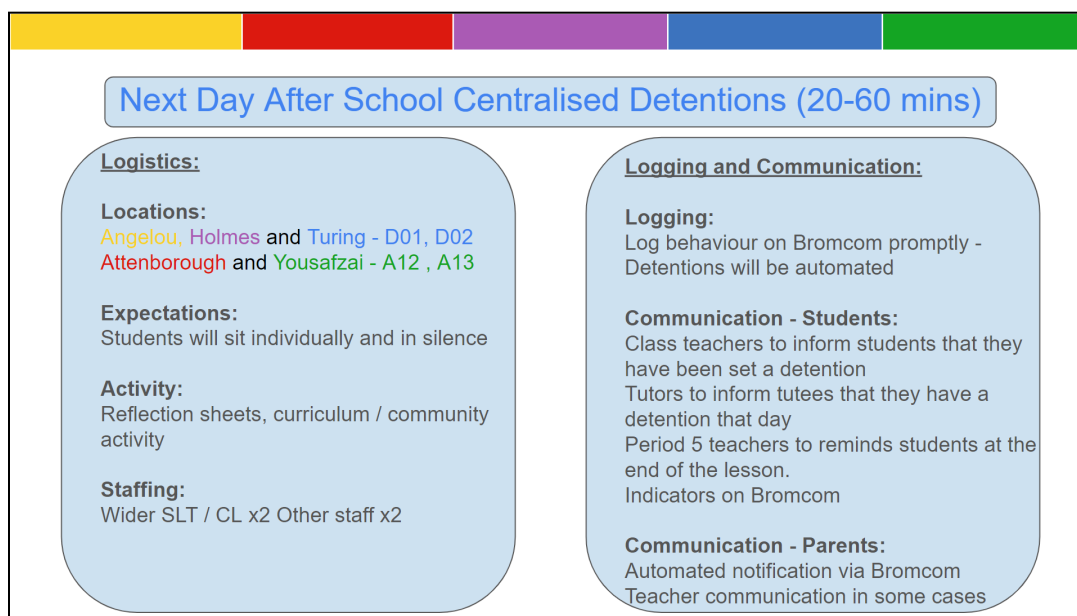 Next Day After School Centralised Detentions (20-60 mins)
Logistics:
Locations:
Angelou, Holmes and Turing - D01, D02
Attenborough and Yousafzai - A12 , A13
Expectations:
Students will sit individually and in silence
Activity:
Reflection sheets, curriculum / community
activity
Staffing:
Wider SLT / CL x2 Other staff x2
Logging and Communication:
Logging:
Log behaviour on Bromcom promptly -
Detentions will be automated
Communication - Students:
Class teachers to inform students that they
have been set a detention
Tutors to inform tutees that they have a
detention that day
Period 5 teachers to reminds students at the
end of the lesson.
Indicators on Bromcom
Communication - Parents:
Automated notification via Bromcom
Teacher communication in some cases